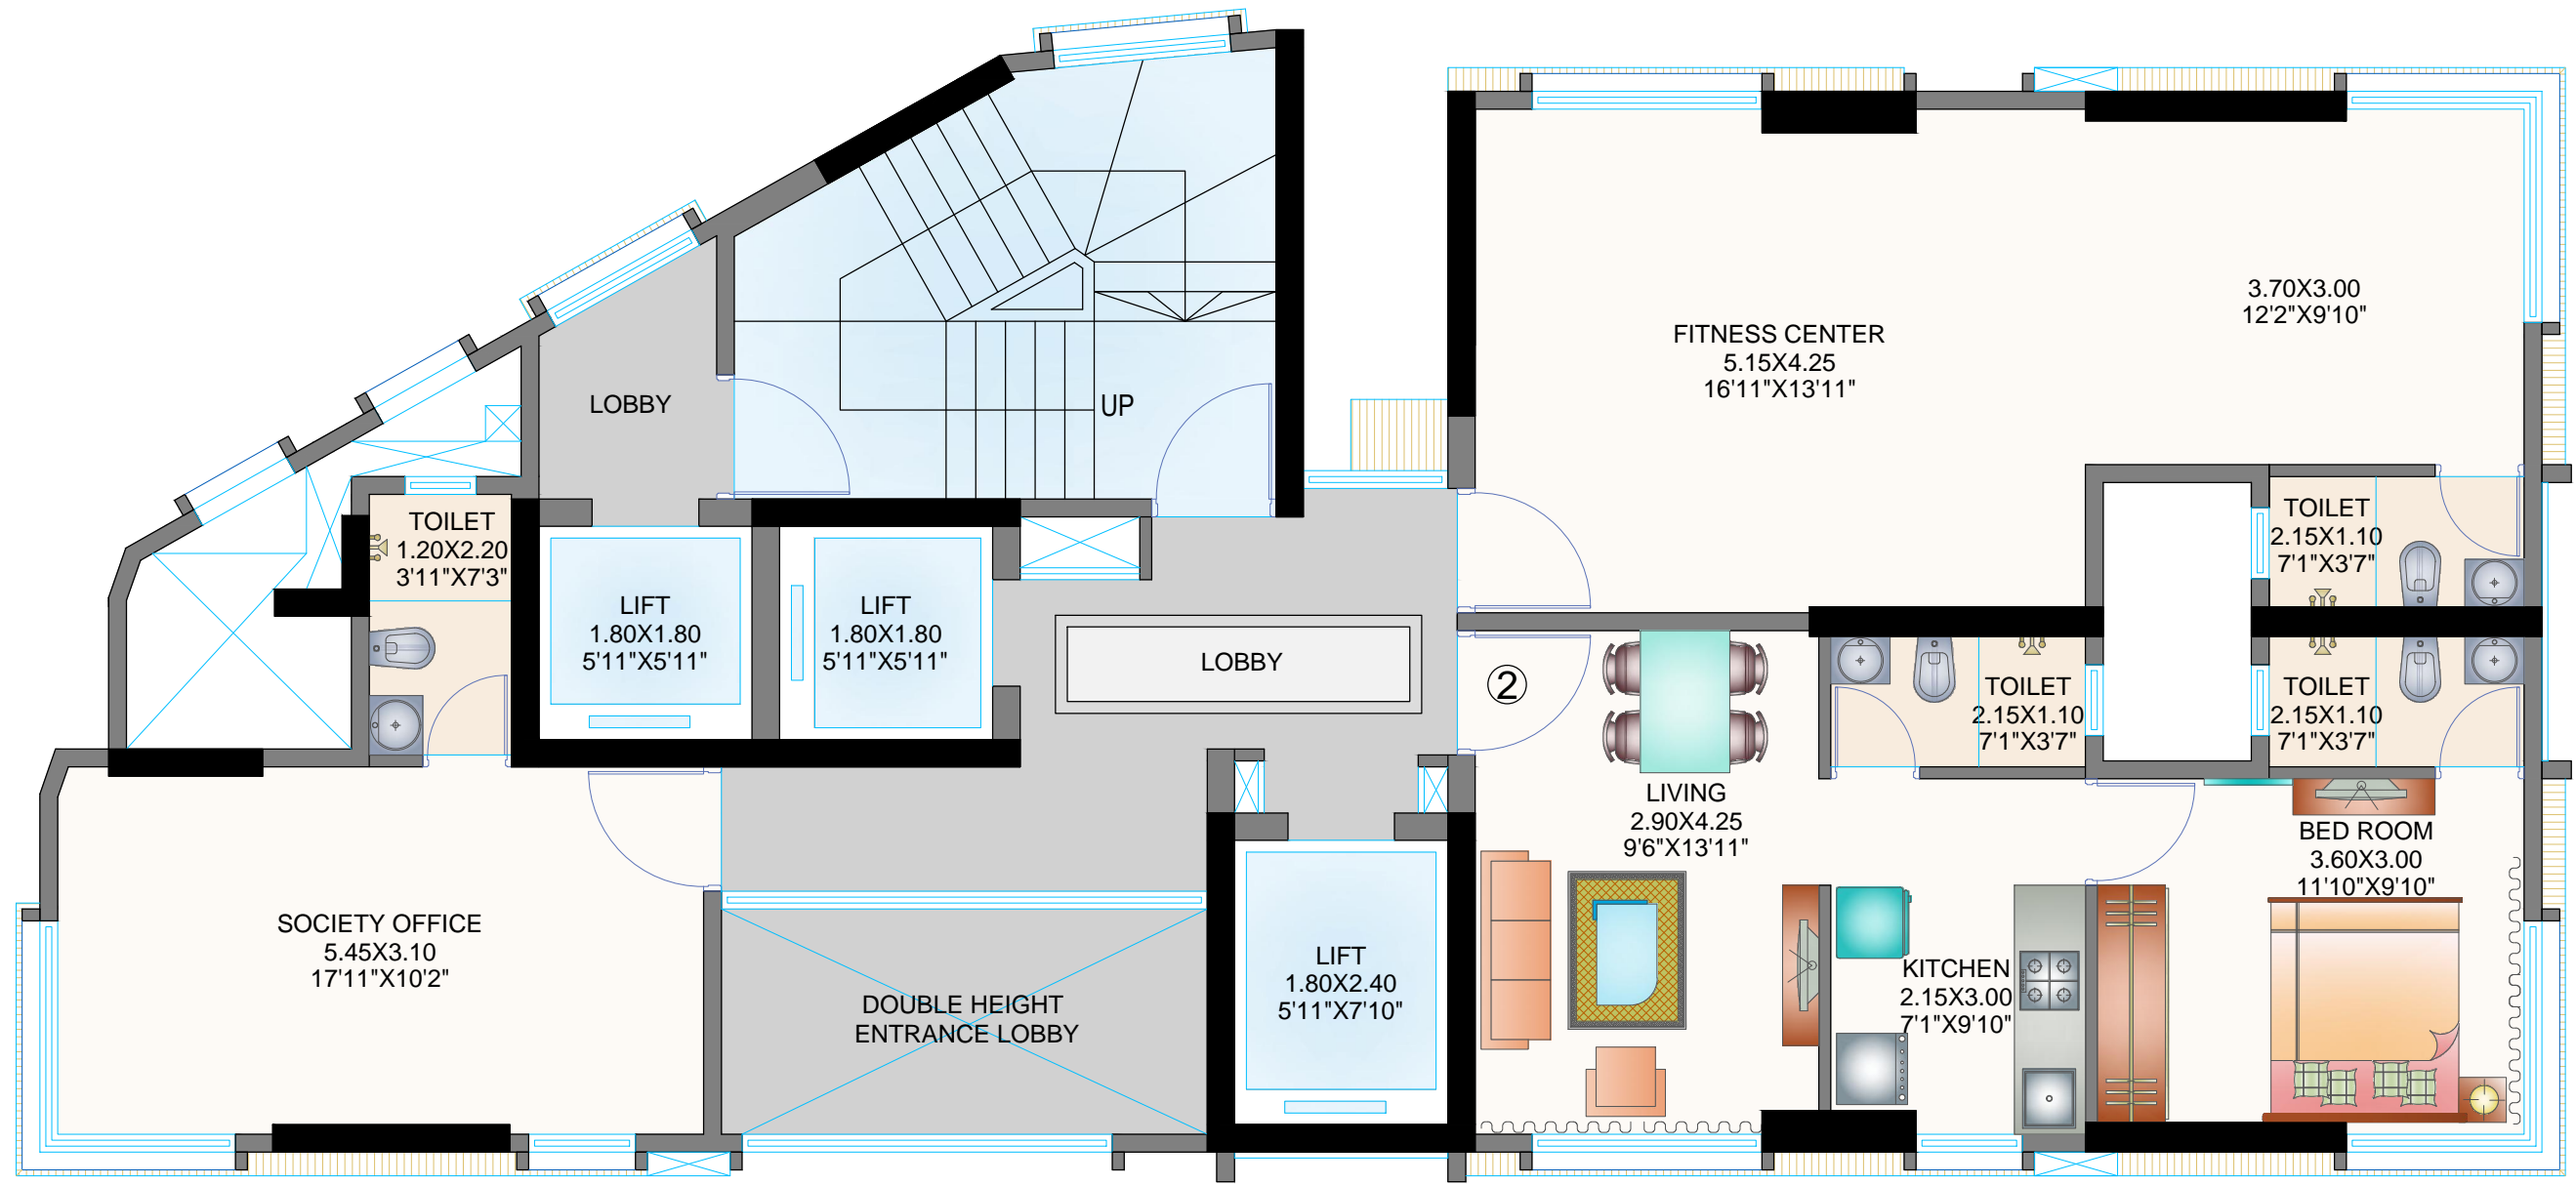 3.70X3.00
12'2"X9'10"
FITNESS CENTER
5.15X4.25
16'11"X13'11"
LOBBY
UP
TOILET
1.20X2.20
3'11"X7'3"
TOILET
2.15X1.10
7'1"X3'7"
LIFT
1.80X1.80
5'11"X5'11"
LIFT
1.80X1.80
5'11"X5'11"
LOBBY
2
TOILET
2.15X1.10
7'1"X3'7"
TOILET
2.15X1.10
7'1"X3'7"
LIVING
2.90X4.25
9'6"X13'11"
BED ROOM
3.60X3.00
11'10"X9'10"
SOCIETY OFFICE
5.45X3.10
17'11"X10'2"
LIFT
1.80X2.40
5'11"X7'10"
KITCHEN
2.15X3.00
7'1"X9'10"
DOUBLE HEIGHT
ENTRANCE LOBBY